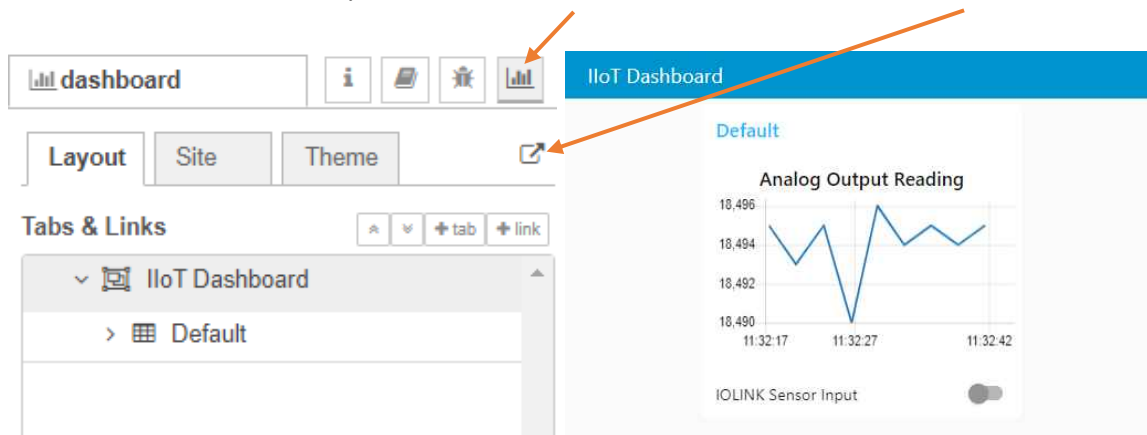 dashboard
i
Layout Site Theme
Tabs & Links
+ tab + link
IIoT Dashboard
Default
IIoT Dashboard
Default
Analog Output Reading
18,496
18,494
18,492
18,490
11:32:17 11:32:27 11:32:42
IOLINK Sensor Input